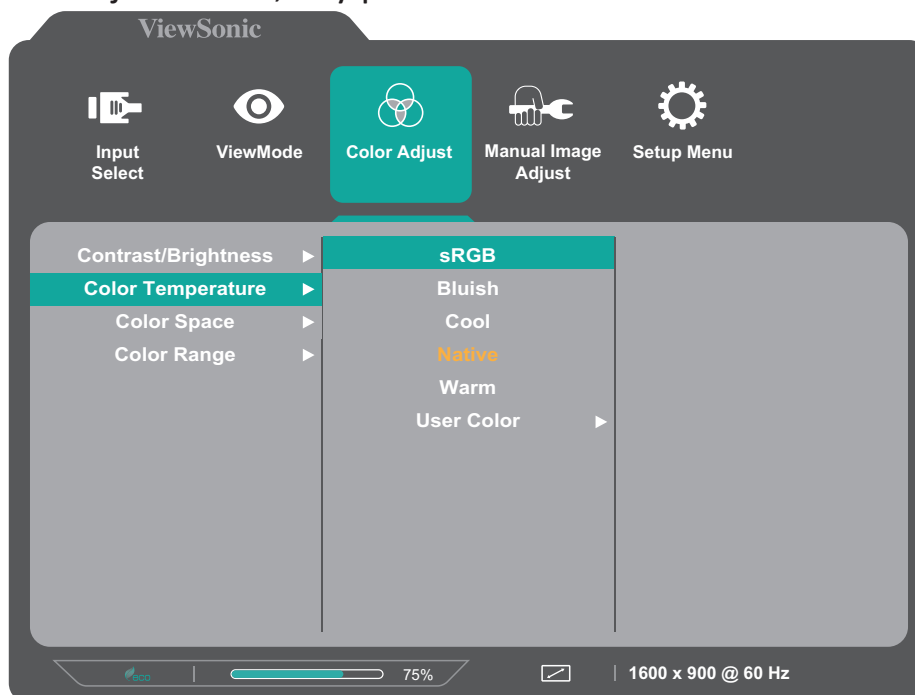 ViewSonic
Input
Select
ViewMode
Color Adjust
Manual Image
Adjust
Setup Menu
Contrast/Brightness
Color Temperature
Color Space
Color Range
sRGB
Bluish
Cool
Native
Warm
User Color
eco
75%
1600 x 900 @ 60 Hz